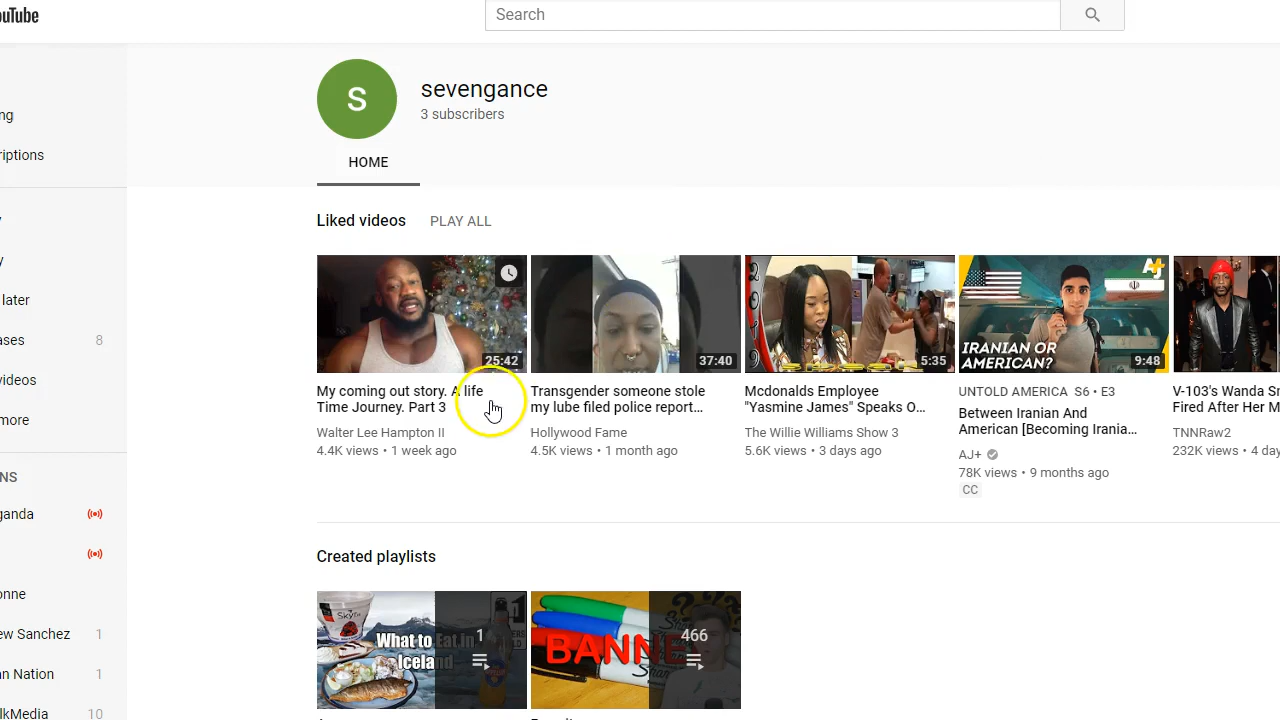 ouTube
Search
S
sevengance
3 subscribers
HOME
ng
riptions
y
y
later
ases 8
videos
more
NS
ganda
onne
ew Sanchez 1
an Nation 1
lkMedia 10
Liked videos PLAY ALL
25:42
My coming out story. A life
Time Journey. Part 3
Walter Lee Hampton II
4.4K views • 1 week ago
37:40
Transgender someone stole
my lube filed police report...
Hollywood Fame
4.5K views • 1 month ago
5:35
Mcdonalds Employee
"Yasmine James" Speaks O...
The Willie Williams Show 3
5.6K views • 3 days ago
AJ+
IRANIAN OR
AMERICAN?
9:48
UNTOLD AMERICA S6 • E3
Between Iranian And
American [Becoming Irania...
AJ+
78K views • 9 months ago
CC
V-103's Wanda Sm
Fired After Her M
TNNRaw2
232K views • 4 day
Created playlists
SKYR
What to Eat in
Iceland
1
BANNE
466